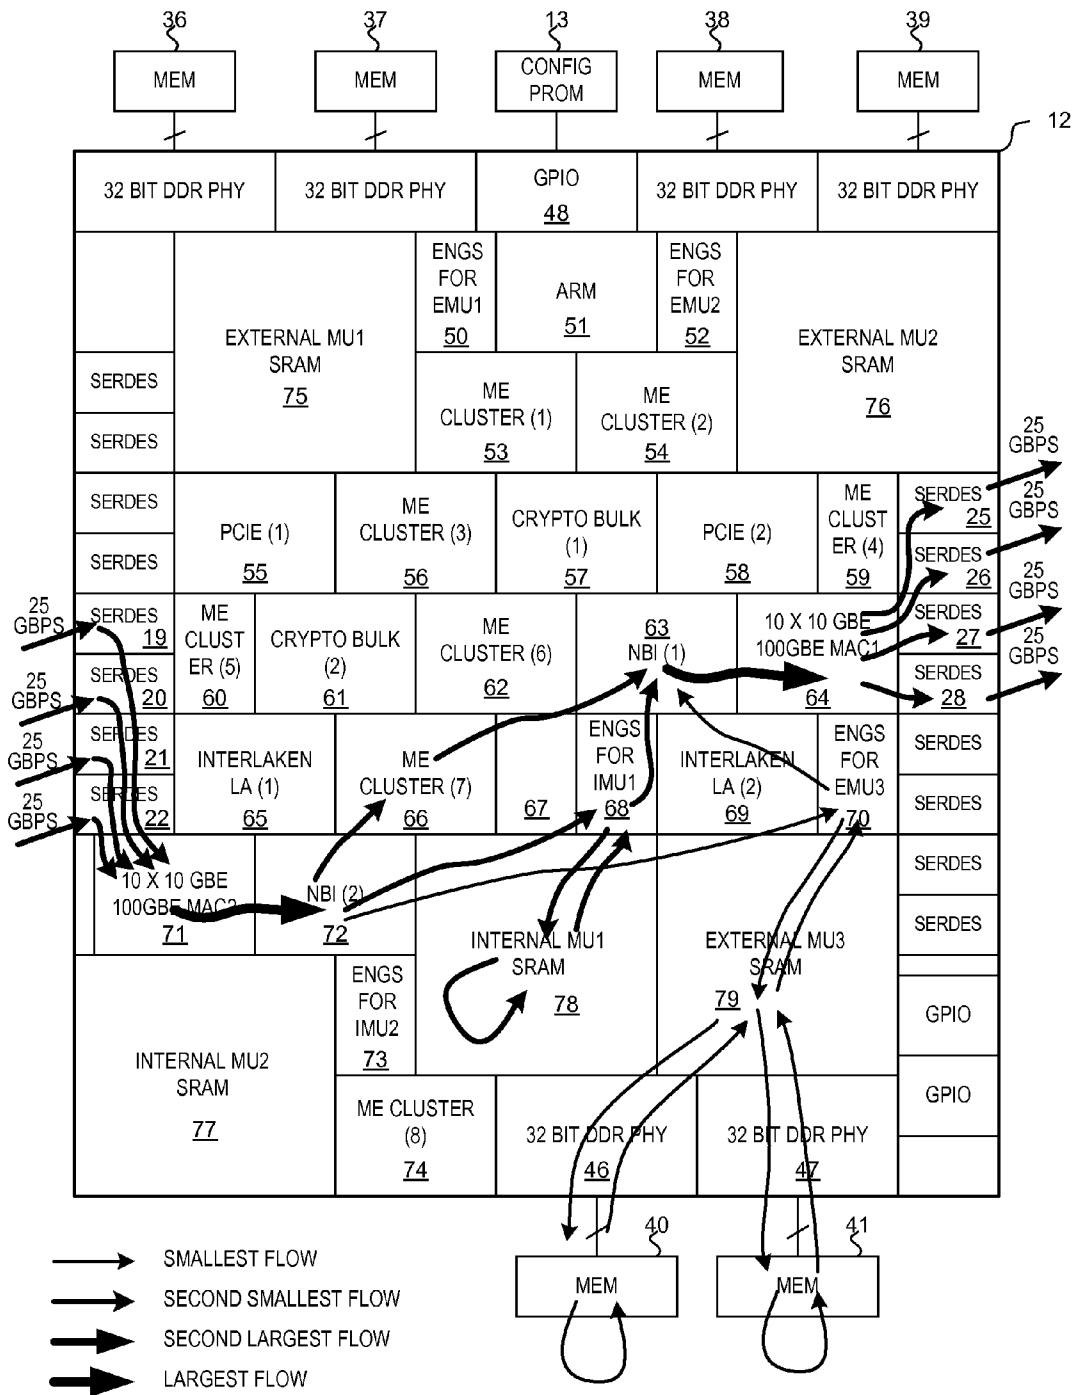 36
37
13
38
39
MEM
MEM
CONFIG
PROM
MEM
MEM
12
32 BIT DDR PHY
32 BIT DDR PHY
GPIO
48
32 BIT DDR PHY
32 BIT DDR PHY
EXTERNAL MU1
SRAM
75
ENGS
FOR
EMU1
50
ARM
51
ENGS
FOR
EMU2
52
EXTERNAL MU2
SRAM
76
SERDES
SERDES
ME
CLUSTER (1)
53
ME
CLUSTER (2)
54
25
GBPS
SERDES
SERDES
PCIE (1)
55
ME
CLUSTER (3)
56
CRYPTO BULK
(1)
57
PCIE (2)
58
ME
CLUST
ER (4)
59
SERDES
25
25
GBPS
SERDES
26
25
GBPS
25
GBPS
SERDES
19
ME
CLUST
ER (5)
60
CRYPTO BULK
(2)
61
ME
CLUSTER (6)
62
63
NBI (1)
10 X 10 GBE
100GBE MAC1
64
SERDES
27
25
GBPS
25
GBPS
SERDES
20
SERDES
28
25
GBPS
SERDES
21
INTERLAKEN
LA (1)
65
ME
CLUSTER (7)
66
67
ENGS
FOR
IMU1
68
INTERLAKEN
LA (2)
69
ENGS
FOR
EMU3
70
SERDES
25
GBPS
SERDES
22
SERDES
10 X 10 GBE
100GBE MAC2
71
NBI (2)
72
INTERNAL MU1
SRAM
78
EXTERNAL MU3
SRAM
79
SERDES
SERDES
ENGS
FOR
IMU2
73
GPIO
INTERNAL MU2
SRAM
77
ME CLUSTER
(8)
74
32 BIT DDR PHY
46
32 BIT DDR PHY
47
GPIO
40
41
MEM
MEM
SMALLEST FLOW
SECOND SMALLEST FLOW
SECOND LARGEST FLOW
LARGEST FLOW